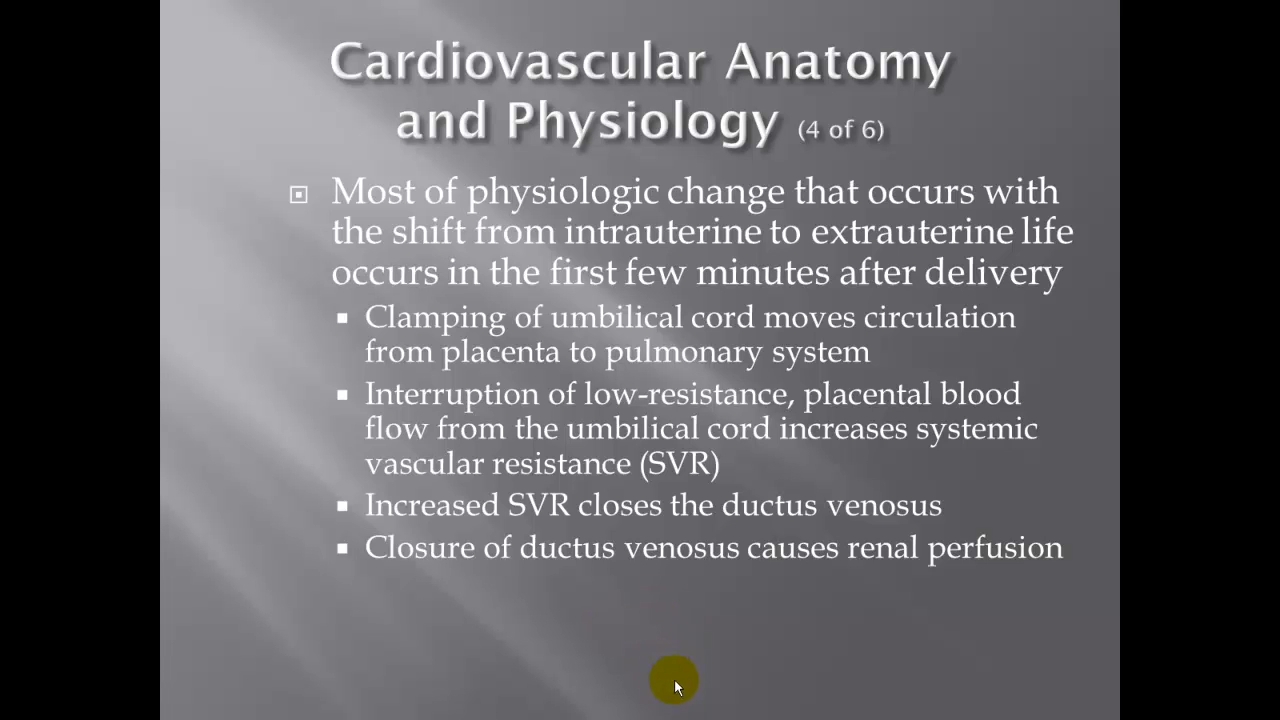 Cardiovascular Anatomy
and Physiology (4 of 6)
Most of physiologic change that occurs with
the shift from intrauterine to extrauterine life
occurs in the first few minutes after delivery
Clamping of umbilical cord moves circulation
from placenta to pulmonary system
Interruption of low-resistance, placental blood
flow from the umbilical cord increases systemic
vascular resistance (SVR)
Increased SVR closes the ductus venosus
Closure of ductus venosus causes renal perfusion